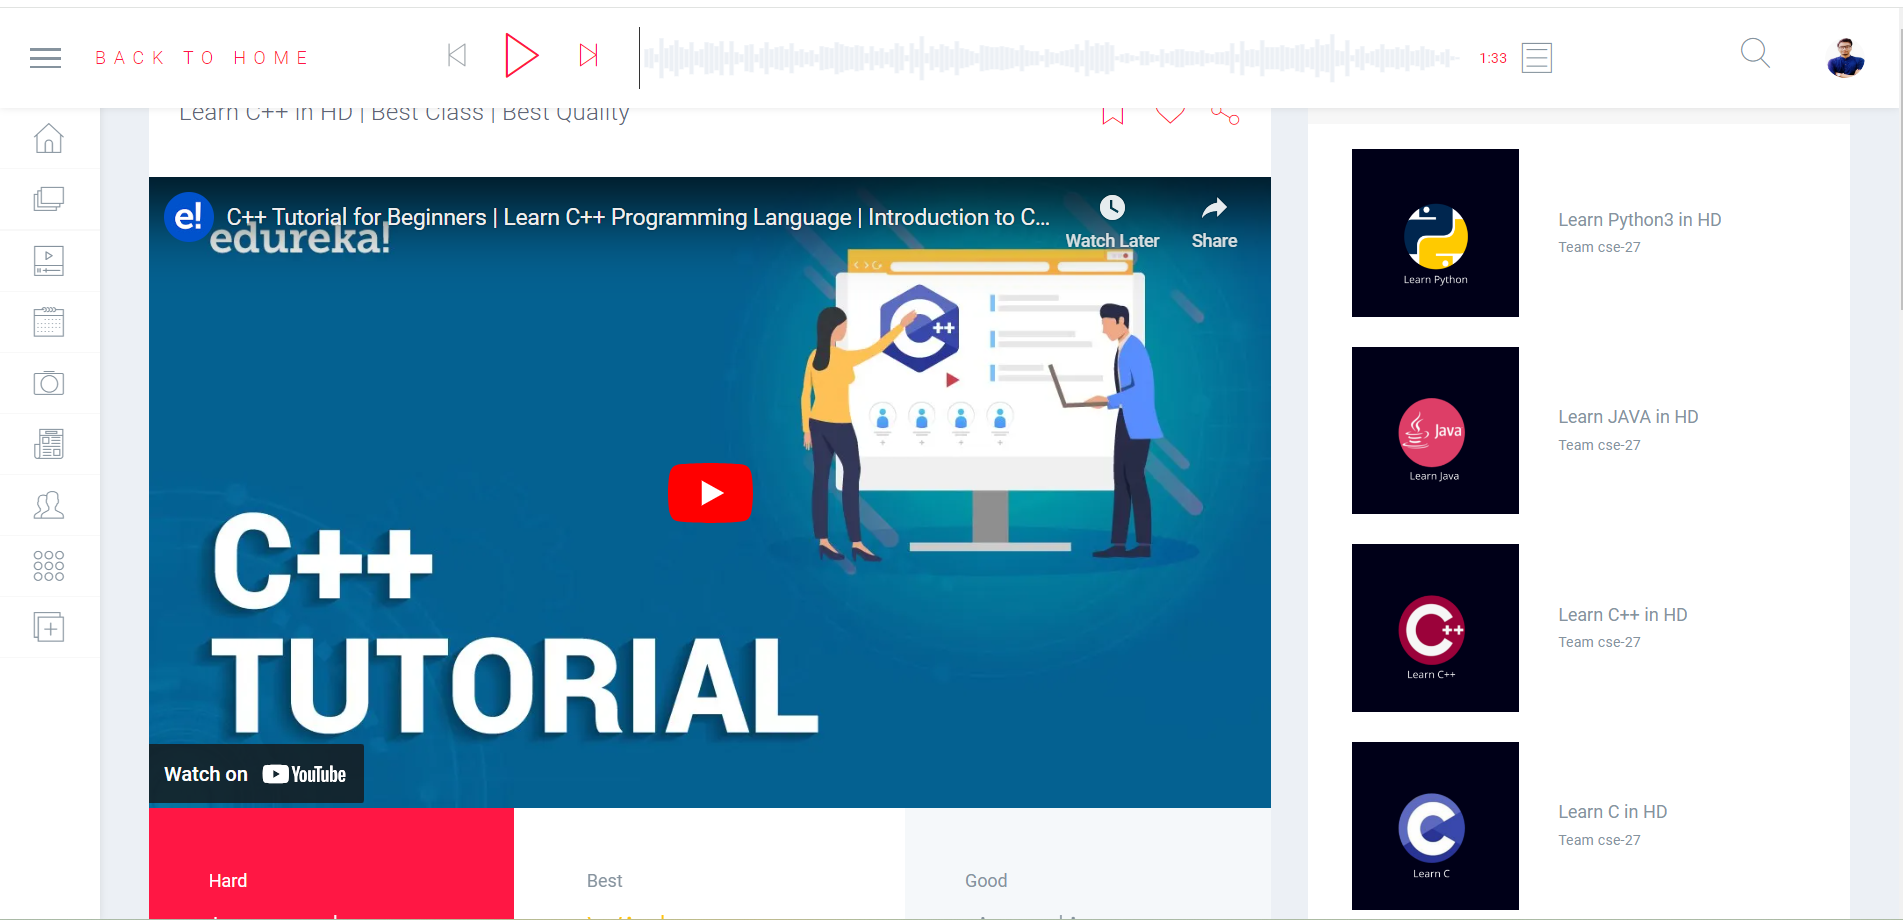 BACK TO HOME
1:33
Learn C++ in HD | Best Class | Best Quality
e!
C++ Tutorial for Beginners | Learn C++ Programming Language | Introduction to C...
edureka!
Watch Later
Share
C++
C++
TUTORIAL
Watch on YouTube
Hard
Best
Good
Learn Python
Learn Python3 in HD
Team cse-27
Java
Learn Java
Learn JAVA in HD
Team cse-27
C++
Learn C++
Learn C++ in HD
Team cse-27
C
Learn C
Learn C in HD
Team cse-27